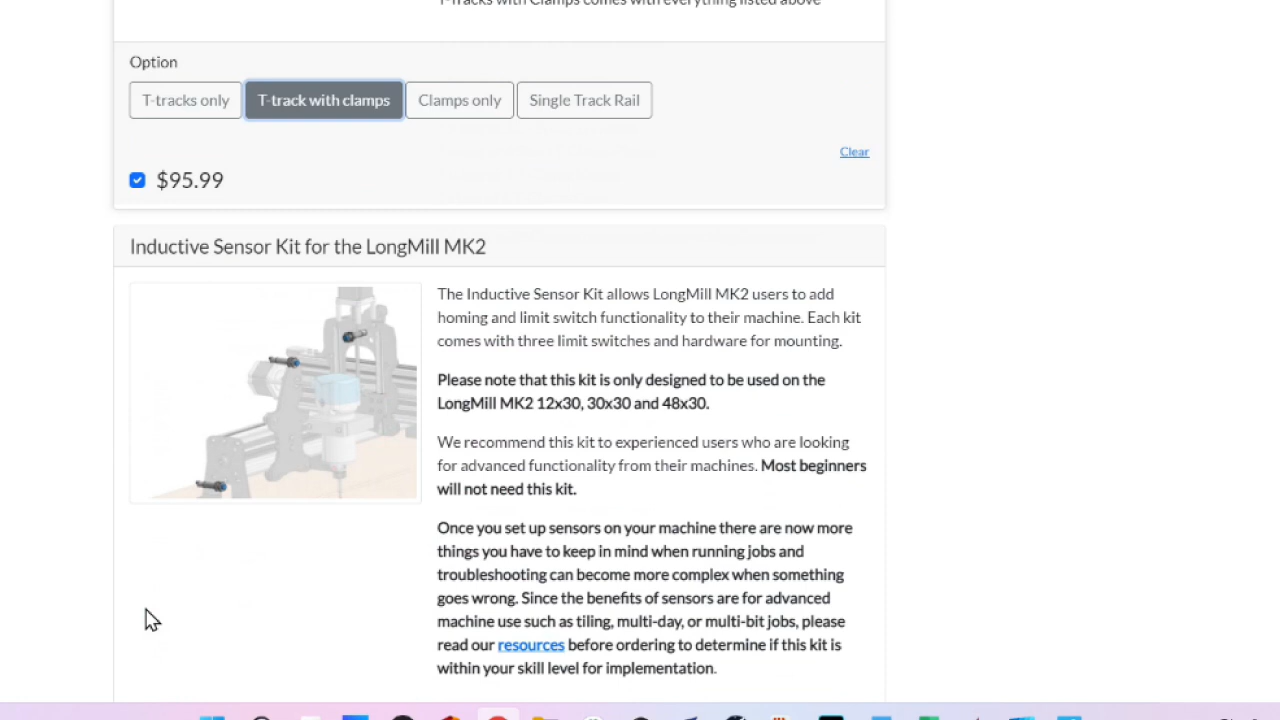 T-Tracks with Clamps comes with everything listed above
Option
T-tracks only
T-track with clamps
Clamps only
Single Track Rail
Clear
$95.99
Inductive Sensor Kit for the LongMill MK2
The Inductive Sensor Kit allows LongMill MK2 users to add
homing and limit switch functionality to their machine. Each kit
comes with three limit switches and hardware for mounting.
Please note that this kit is only designed to be used on the
LongMill MK2 12x30, 30x30 and 48x30.
We recommend this kit to experienced users who are looking
for advanced functionality from their machines. Most beginners
will not need this kit.
Once you set up sensors on your machine there are now more
things you have to keep in mind when running jobs and
troubleshooting can become more complex when something
goes wrong. Since the benefits of sensors are for advanced
machine use such as tiling, multi-day, or multi-bit jobs, please
read our resources before ordering to determine if this kit is
within your skill level for implementation.